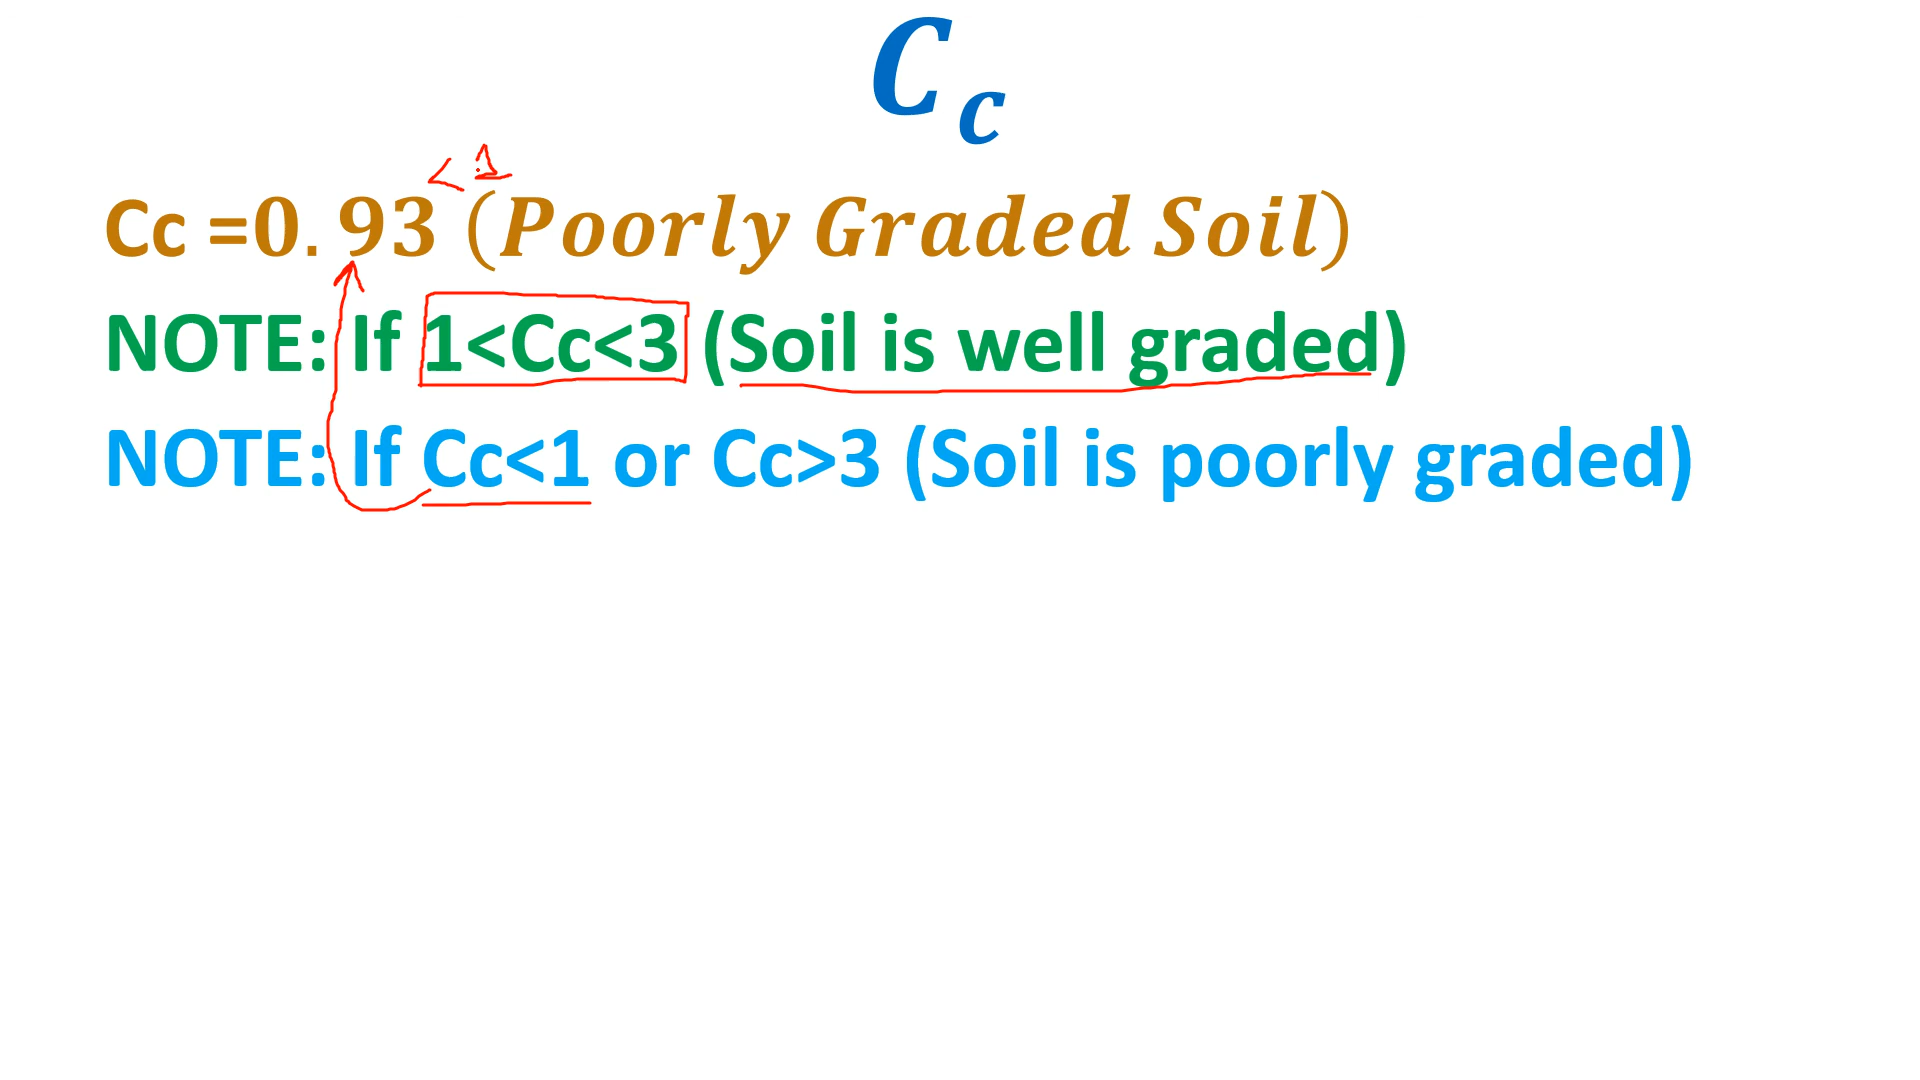 Cc
< 1
Cc =0.93 (Poorly Graded Soil)
NOTE: If 1<Cc<3 (Soil is well graded)
NOTE: If Cc<1 or Cc>3 (Soil is poorly graded)